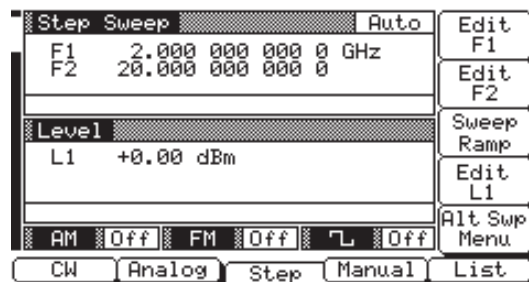 Step Sweep Auto
F1 2.000 000 000 0 GHz
F2 20.000 000 000 0
Level
L1 +0.00 dBm
AM Off FM Off Off
Edit F1
Edit F2
Sweep Ramp
Edit L1
Alt Swp Menu
CW Analog Step Manual List